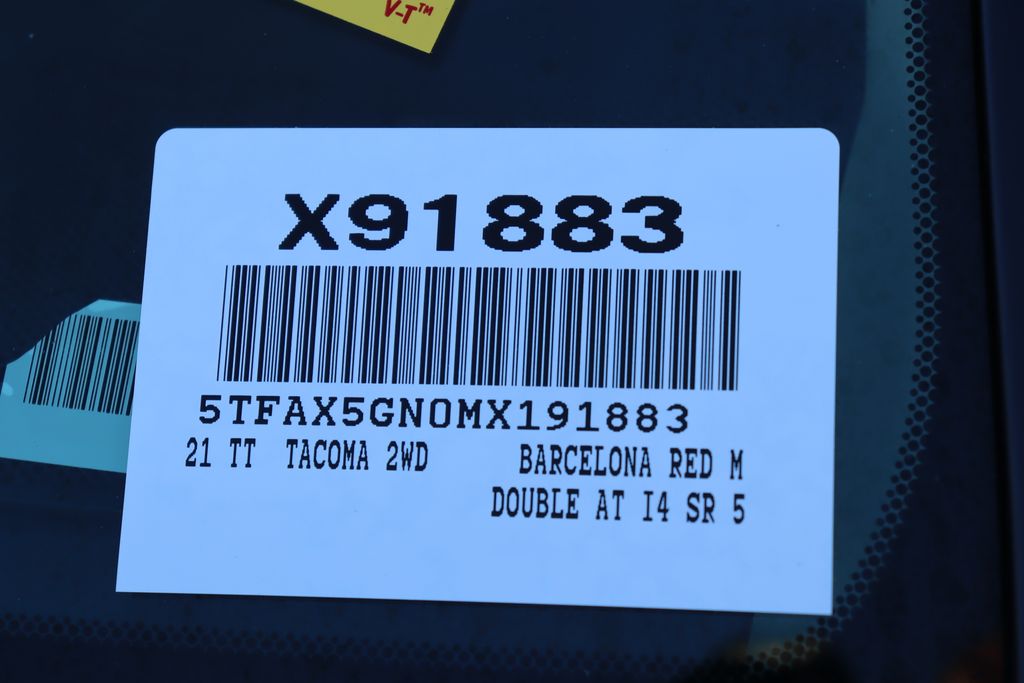 V-T™
X91883
5TFAX5GN0MX191883
21 TT TACOMA 2WD BARCELONA RED M
DOUBLE AT I4 SR 5